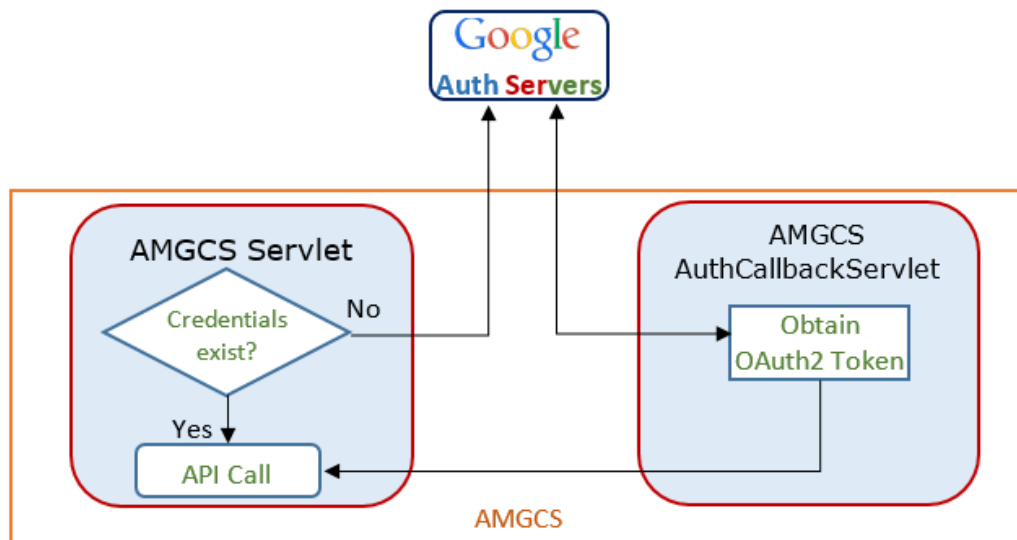 Google
Auth Servers
AMGCS Servlet
Credentials
exist?
No
Yes
API Call
AMGCS
AuthCallbackServlet
Obtain
OAuth2 Token
AMGCS